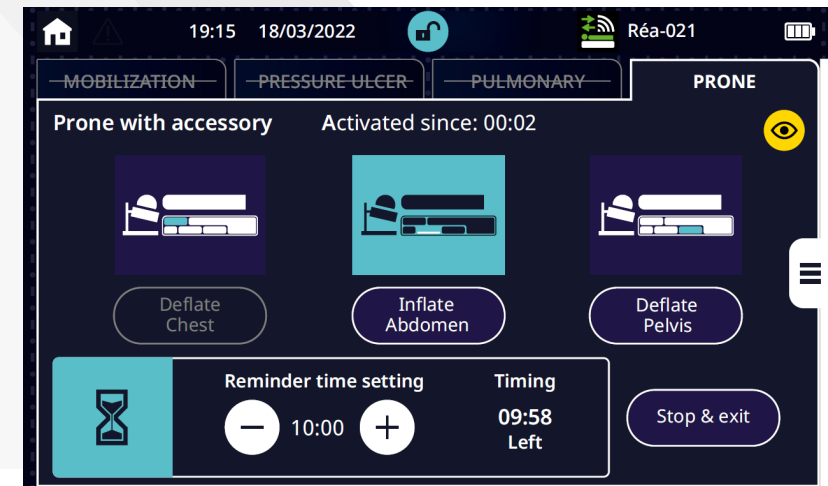 19:15 18/03/2022 Réa-021
MOBILIZATION PRESSURE ULCER PULMONARY PRONE
Prone with accessory Activated since: 00:02
Deflate
Chest
Inflate
Abdomen
Deflate
Pelvis
Reminder time setting Timing
10:00
09:58
Left
Stop & exit